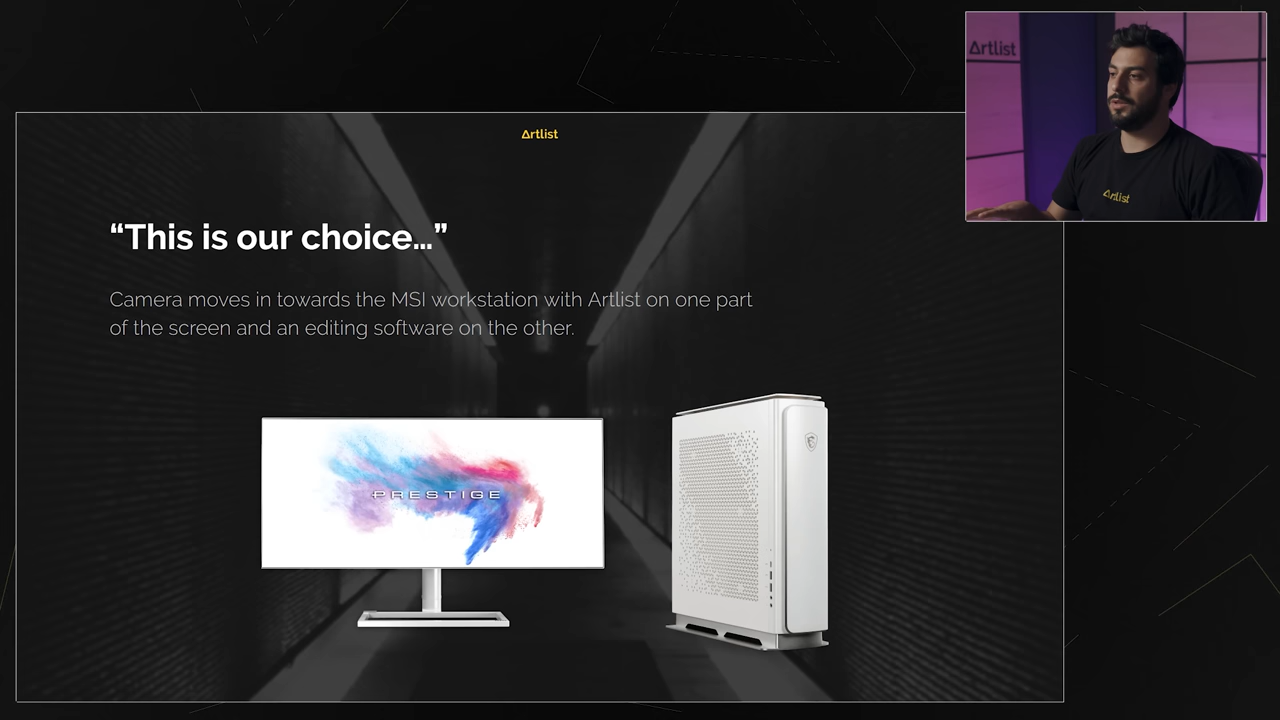 Artlist
Artlist
“This is our choice…”
Camera moves in towards the MSI workstation with Artlist on one part
of the screen and an editing software on the other.
PRESTIGE
Artlist